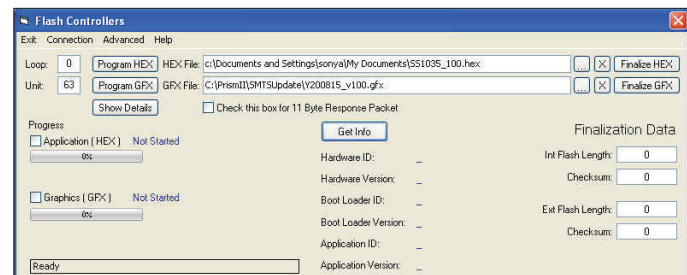 Flash Controllers
Exit Connection Advanced Help
Loop: 0 Program HEX HEX File: c:\Documents and Settings\sonya\My Documents\SS1035_100.hex ... X Finalize HEX
Unit: 63 Program GFX GFX File: C:\PrismII\SMTSUpdate\Y200815_v100.gfx ... X Finalize GFX
Show Details Check this box for 11 Byte Response Packet
Progress Get Info Finalization Data
Application ( HEX ) Not Started
0% Hardware ID: _ Int Flash Length: 0
Hardware Version: _ Checksum: 0
Graphics ( GFX ) Not Started Boot Loader ID: _
0% Boot Loader Version: _ Ext Flash Length: 0
Application ID: _ Checksum: 0
Ready Application Version: _